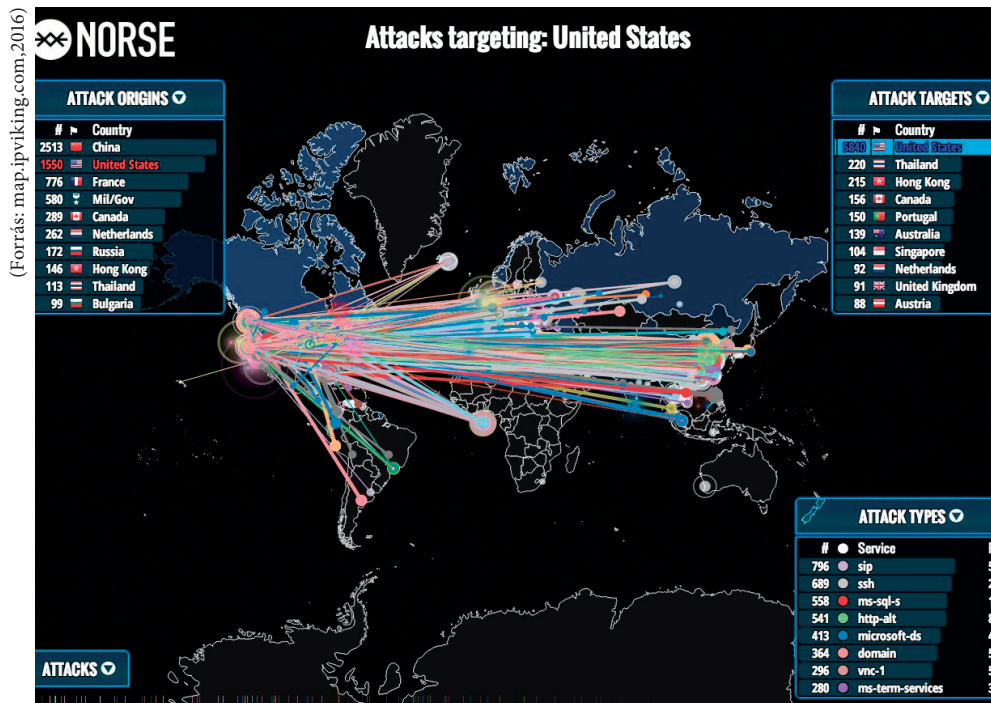 (Forrás: map.ipviking.com,2016)
NORSE
Attacks targeting: United States
ATTACK ORIGINS
# Country
2513 China
1550 United States
776 France
580 Mil/Gov
289 Canada
262 Netherlands
172 Russia
146 Hong Kong
113 Thailand
99 Bulgaria
ATTACK TARGETS
# Country
United States
220 Thailand
215 Hong Kong
156 Canada
150 Portugal
139 Australia
104 Singapore
92 Netherlands
91 United Kingdom
88 Austria
ATTACK TYPES
# Service
796 sip
689 ssh
558 ms-sql-s
541 http-alt
413 microsoft-ds
364 domain
296 vnc-1
280 ms-term-services
ATTACKS